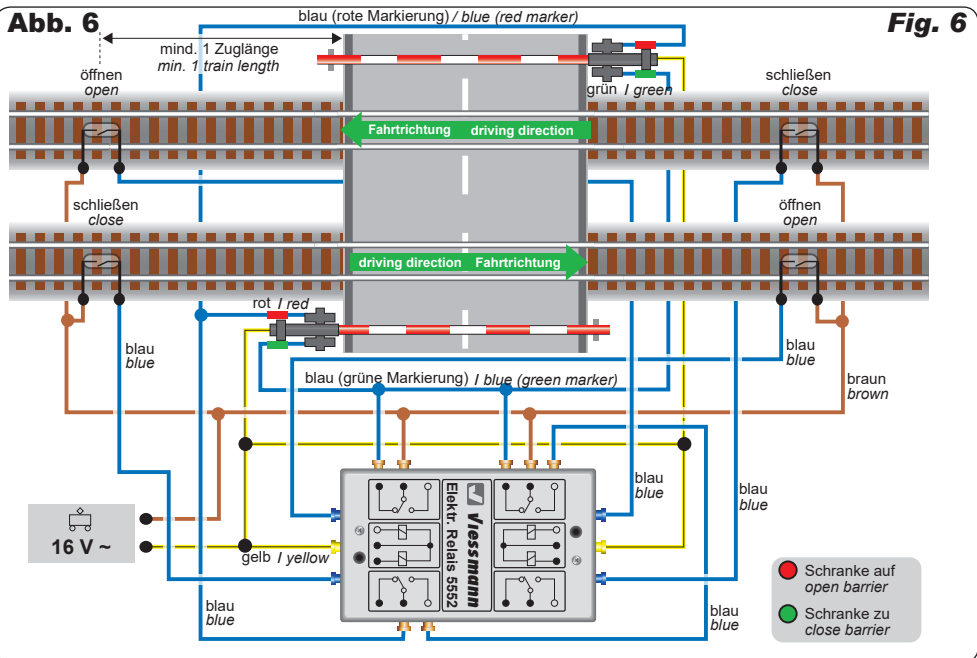 Abb. 6
blau (rote Markierung) / blue (red marker)
Fig. 6
mind. 1 Zuglänge
min. 1 train length
öffnen
open
grün / green
schließen
close
Fahrtrichtung driving direction
schließen
close
öffnen
open
driving direction Fahrtrichtung
rot / red
blau
blue
blau
blue
blau (grüne Markierung) / blue (green marker)
braun
brown
blau
blue
blau
blue
16 V ~
gelb / yellow
viessmann
Elektr. Relais 5552
Schranke auf
open barrier
Schranke zu
close barrier
blau
blue
blau
blue